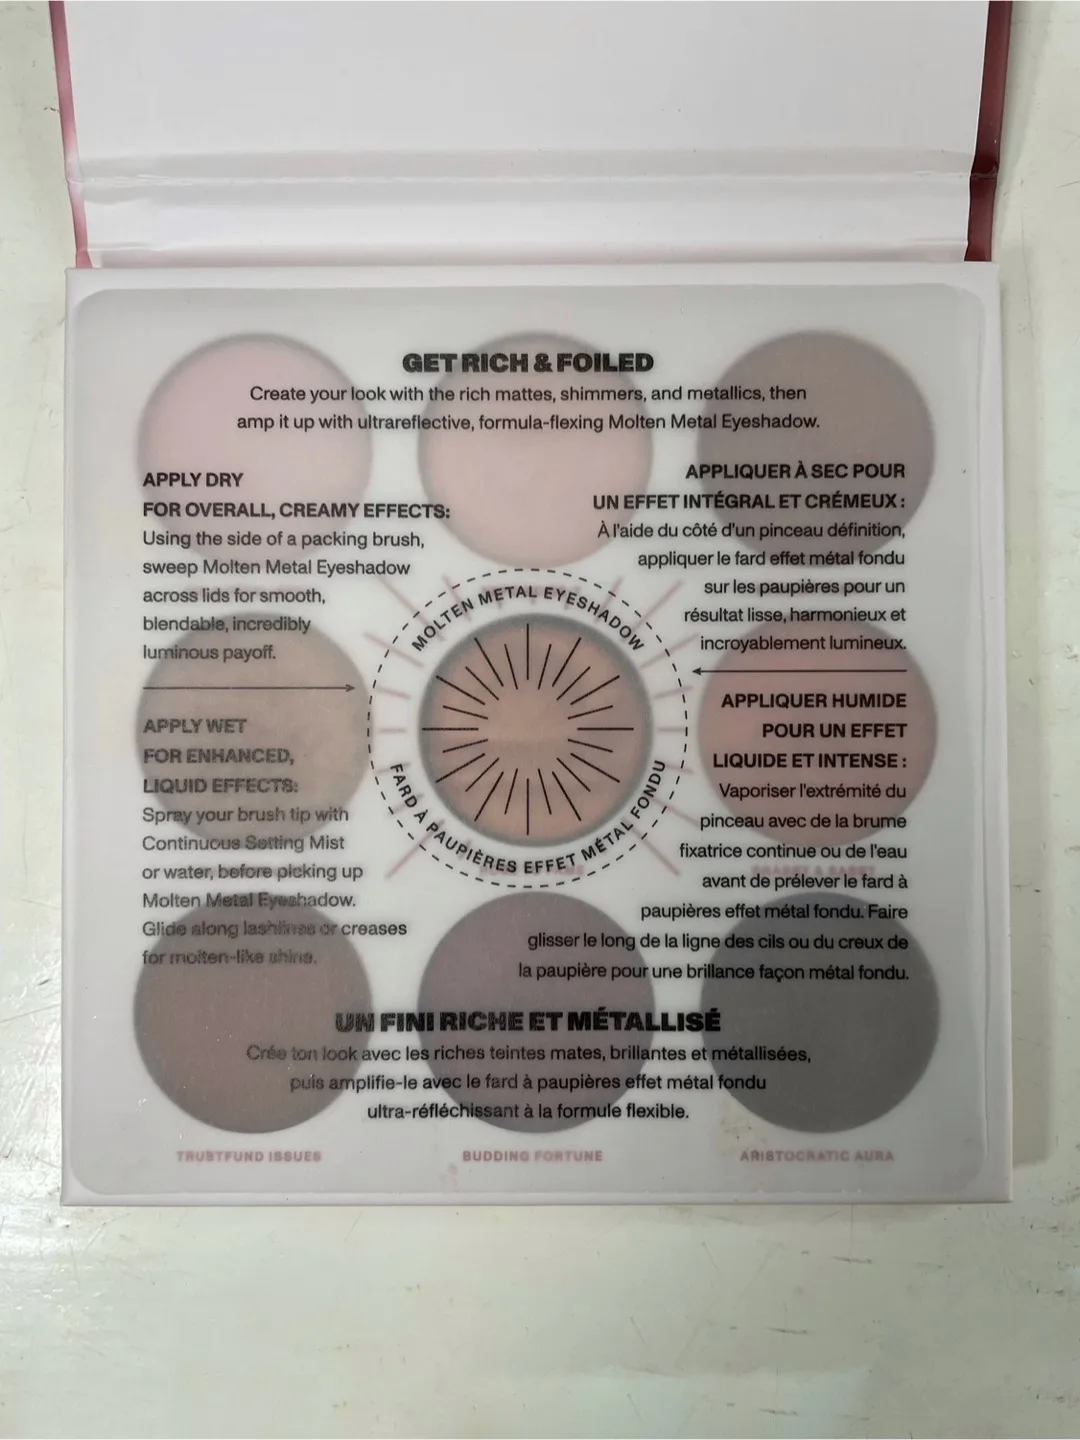 GET RICH & FOILED
Create your look with the rich mattes, shimmers, and metallics, then
amp it up with ultrareflective, formula-flexing Molten Metal Eyeshadow.
APPLY DRY
FOR OVERALL, CREAMY EFFECTS:
Using the side of a packing brush,
sweep Molten Metal Eyeshadow
across lids for smooth,
blendable, incredibly
luminous payoff.
APPLY WET
FOR ENHANCED,
LIQUID EFFECTS:
Spray your brush tip with
Continuous Setting Mist
or water, before picking up
Molten Metal Eyeshadow.
Glide along lashlines or creases
for molten-like shine.
MOLTEN METAL EYESHADOW
FARD À PAUPIÈRES EFFET MÉTAL FONDU
APPLIQUER À SEC POUR
UN EFFET INTÉGRAL ET CRÉMEUX :
À l'aide du côté d'un pinceau définition,
appliquer le fard effet métal fondu
sur les paupières pour un
résultat lisse, harmonieux et
incroyablement lumineux.
APPLIQUER HUMIDE
POUR UN EFFET
LIQUIDE ET INTENSE :
Vaporiser l'extrémité du
pinceau avec de la brume
fixatrice continue ou de l'eau
avant de prélever le fard à
paupières effet métal fondu. Faire
glisser le long de la ligne des cils ou du creux de
la paupière pour une brillance façon métal fondu.
UN FINI RICHE ET MÉTALLISÉ
Crée ton look avec les riches teintes mates, brillantes et métallisées,
puis amplifie-le avec le fard à paupières effet métal fondu
ultra-réfléchissant à la formule flexible.
TRUSTFUND ISSUES
BUDDING FORTUNE
ARISTOCRATIC AURA